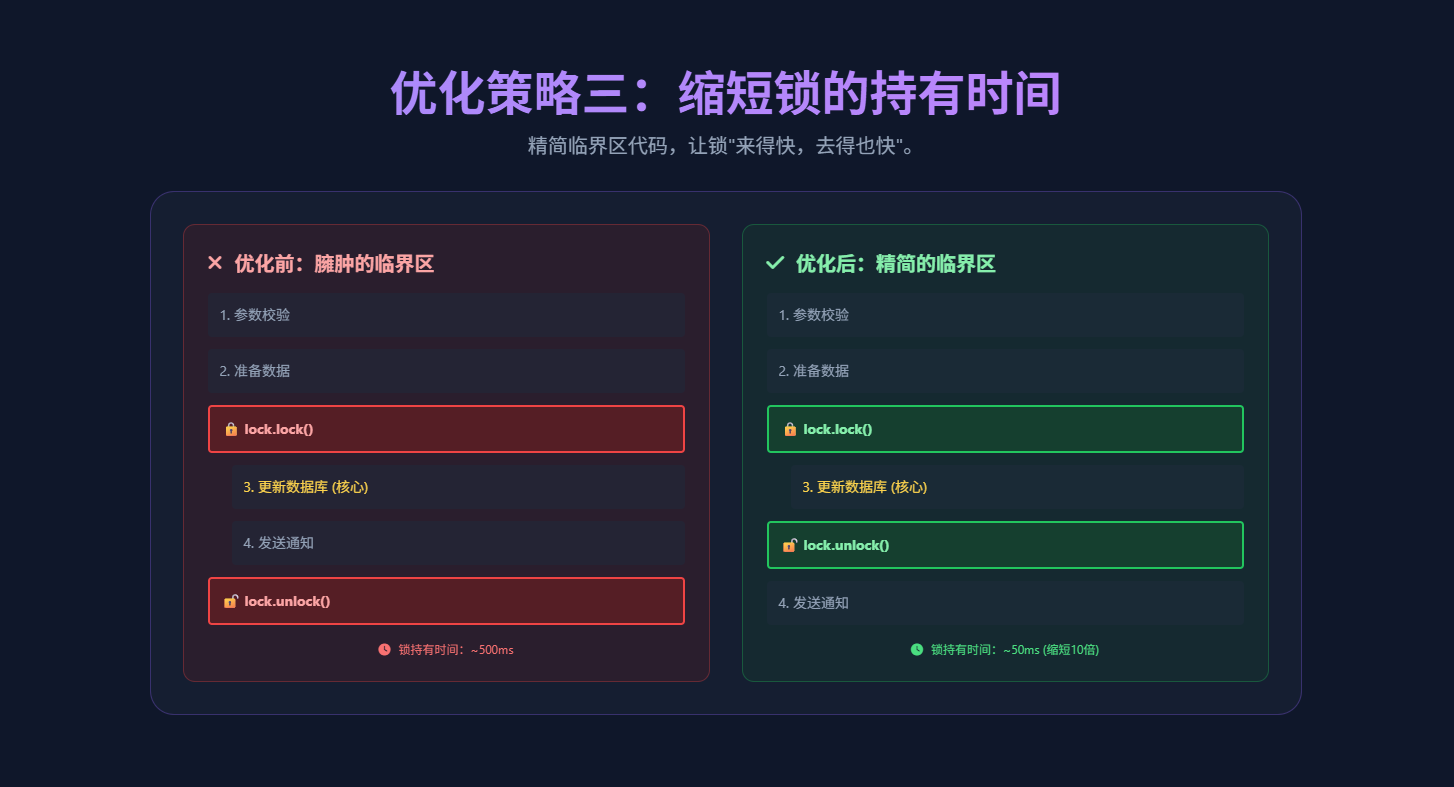 优化策略三：缩短锁的持有时间
精简临界区代码，让锁"来得快，去得也快"。
优化前：臃肿的临界区
1. 参数校验
2. 准备数据
lock.lock()
3. 更新数据库 (核心)
4. 发送通知
lock.unlock()
锁持有时间：~500ms
优化后：精简的临界区
1. 参数校验
2. 准备数据
lock.lock()
3. 更新数据库 (核心)
lock.unlock()
4. 发送通知
锁持有时间：~50ms (缩短10倍)